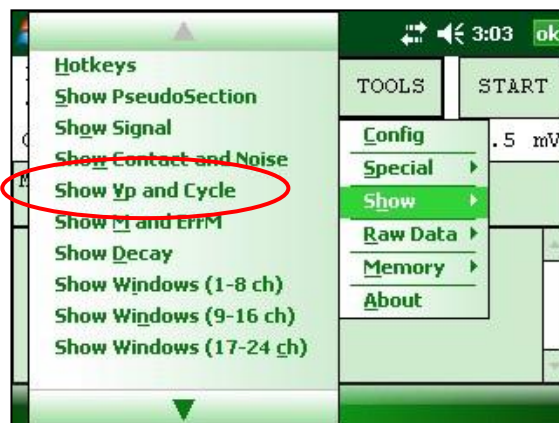 3:03 ok
Hotkeys
Show PseudoSection
Show Signal
Show Contact and Noise
Show Vp and Cycle
Show M and ErrM
Show Decay
Show Windows (1-8 ch)
Show Windows (9-16 ch)
Show Windows (17-24 ch)
TOOLS START
Config
Special
Show
Raw Data
Memory
About
.5 mV